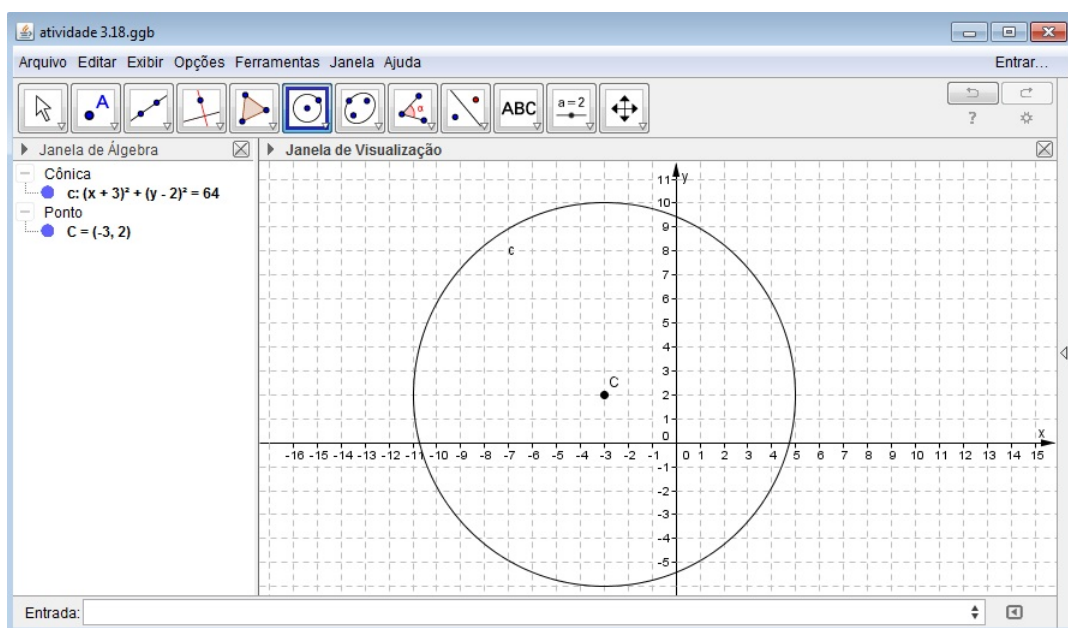 atividade 3.18.ggb
Arquivo Editar Exibir Opções Ferramentas Janela Ajuda Entrar...
A α ABC a=2 ?
Janela de Álgebra
Cônica
c: (x + 3)² + (y - 2)² = 64
Ponto
C = (-3, 2)
Janela de Visualização
y
11
10
9
c
8
7
6
5
4
3
C
2
1
0
x
-16 -15 -14 -13 -12 -11 -10 -9 -8 -7 -6 -5 -4 -3 -2 -1 0 1 2 3 4 5 6 7 8 9 10 11 12 13 14 15
-1
-2
-3
-4
-5
Entrada: